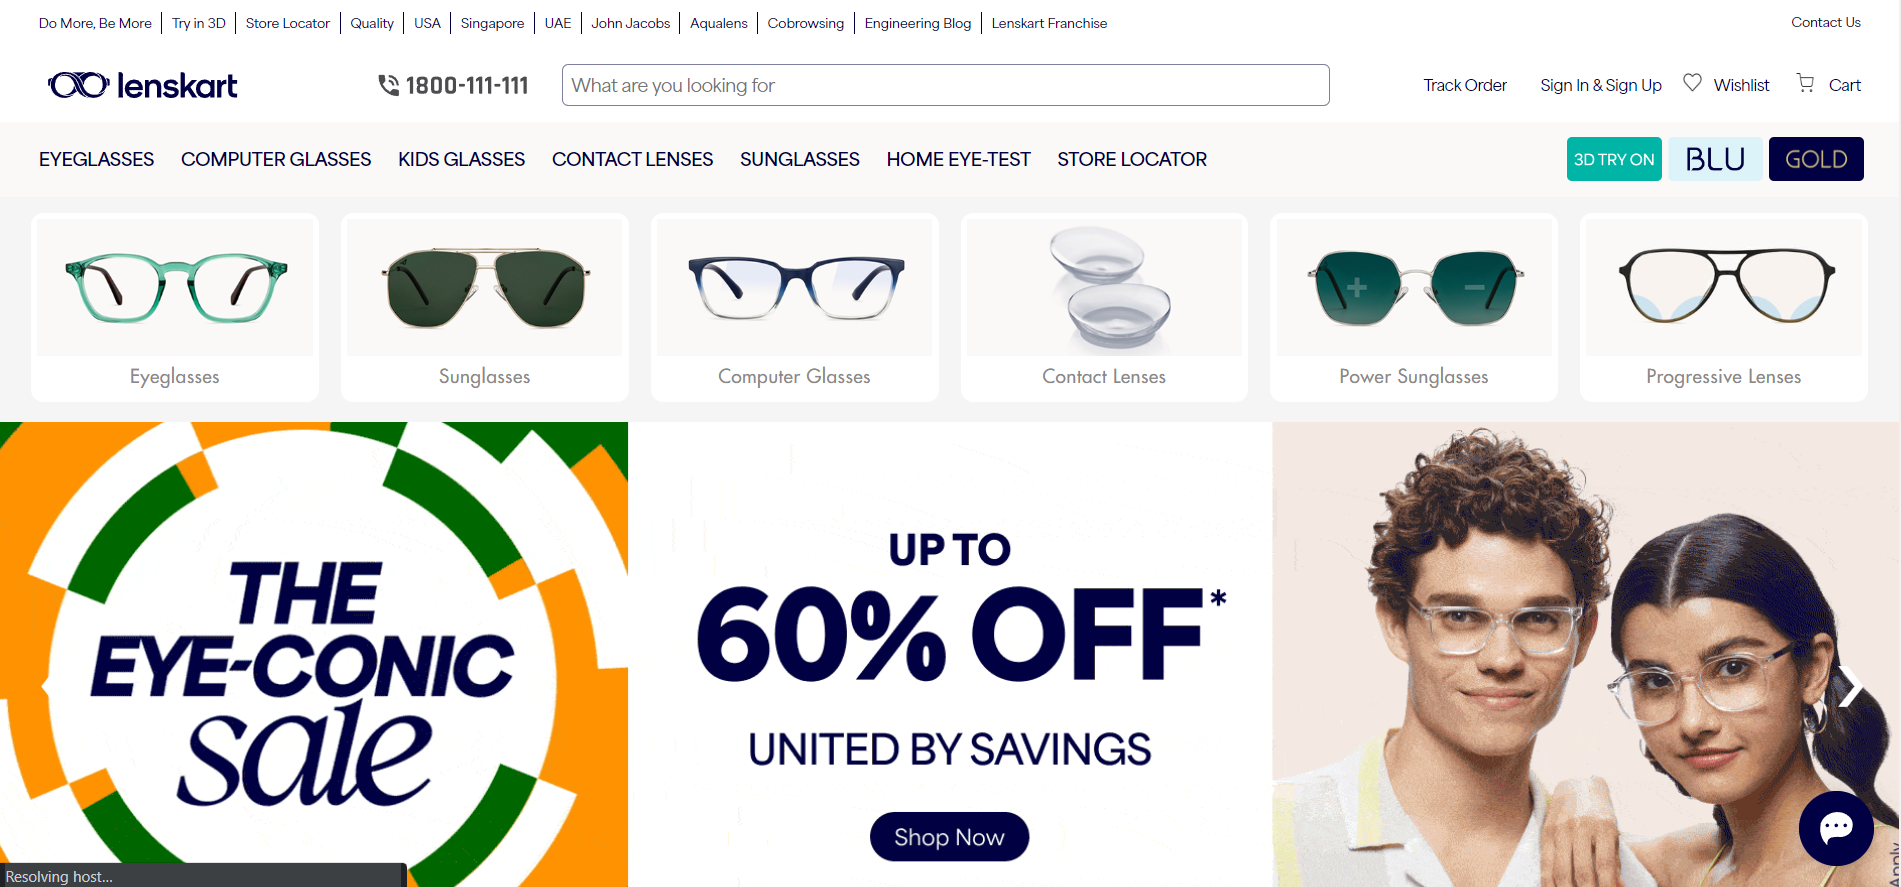 Do More, Be More Try in 3D Store Locator Quality USA Singapore UAE John Jacobs Aqualens Cobrowsing Engineering Blog Lenskart Franchise Contact Us
lenskart 1800-111-111 What are you looking for Track Order Sign In & Sign Up Wishlist Cart
EYEGLASSES COMPUTER GLASSES KIDS GLASSES CONTACT LENSES SUNGLASSES HOME EYE-TEST STORE LOCATOR 3D TRY ON BLU GOLD
Eyeglasses Sunglasses Computer Glasses Contact Lenses Power Sunglasses Progressive Lenses
THE
EYE-CONIC
sale
UP TO
60% OFF*
UNITED BY SAVINGS
Shop Now
Resolving host...